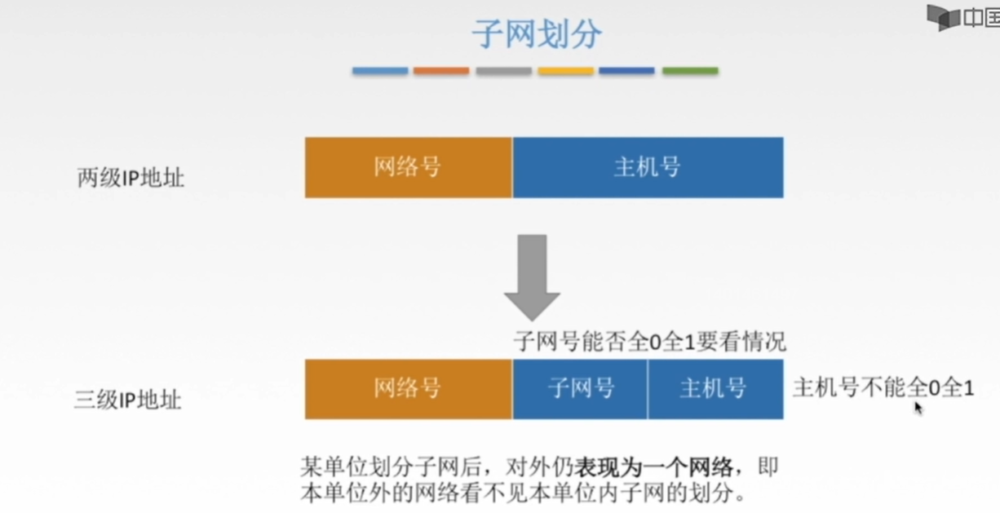 中国
子网划分
两级IP地址
网络号
主机号
子网号能否全0全1要看情况
三级IP地址
网络号
子网号
主机号
主机号不能全0全1
某单位划分子网后，对外仍表现为一个网络，即
本单位外的网络看不见本单位内子网的划分。